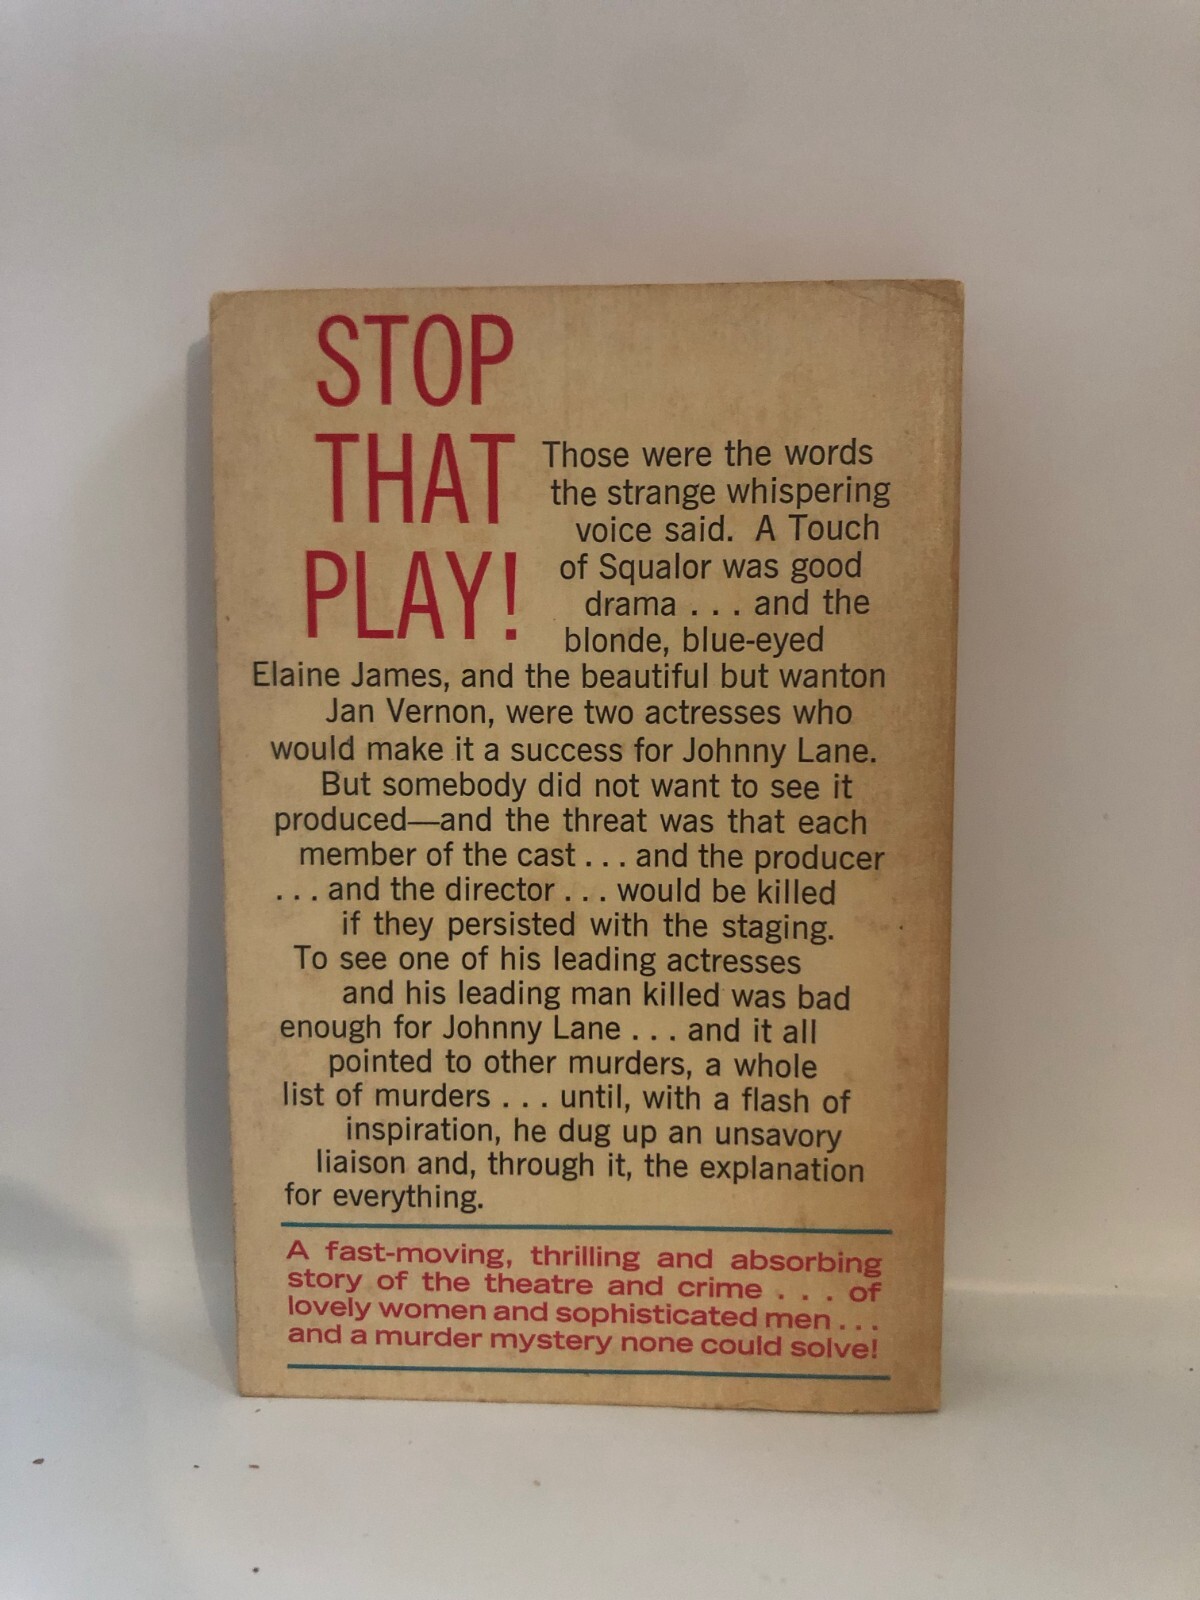 STOP
THAT
PLAY!
Those were the words
the strange whispering
voice said. A Touch
of Squalor was good
drama . . . and the
blonde, blue-eyed
Elaine James, and the beautiful but wanton
Jan Vernon, were two actresses who
would make it a success for Johnny Lane.
But somebody did not want to see it
produced—and the threat was that each
member of the cast . . . and the producer
. . . and the director . . . would be killed
if they persisted with the staging.
To see one of his leading actresses
and his leading man killed was bad
enough for Johnny Lane . . . and it all
pointed to other murders, a whole
list of murders . . . until, with a flash of
inspiration, he dug up an unsavory
liaison and, through it, the explanation
for everything.
A fast-moving, thrilling and absorbing
story of the theatre and crime . . . of
lovely women and sophisticated men . . .
and a murder mystery none could solve!